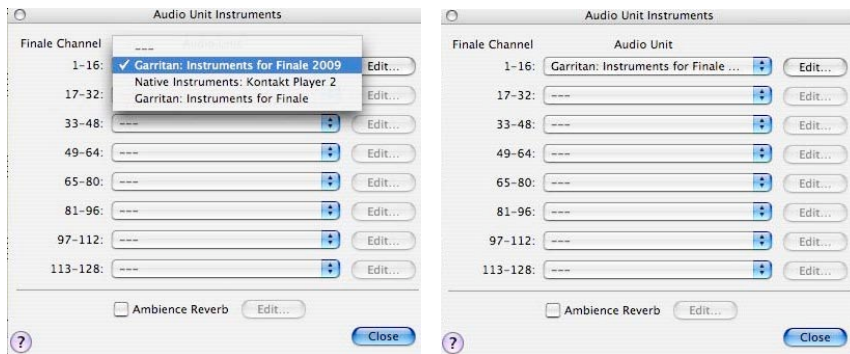 Audio Unit Instruments
Finale Channel
---
1-16: ✓ Garritan: Instruments for Finale 2009 Edit...
Native Instruments: Kontakt Player 2
17-32: Edit...
Garritan: Instruments for Finale
33-48: --- Edit...
49-64: --- Edit...
65-80: --- Edit...
81-96: --- Edit...
97-112: --- Edit...
113-128: --- Edit...
Ambience Reverb Edit...
? Close
Audio Unit Instruments
Finale Channel Audio Unit
1-16: Garritan: Instruments for Finale ... Edit...
17-32: --- Edit...
33-48: --- Edit...
49-64: --- Edit...
65-80: --- Edit...
81-96: --- Edit...
97-112: --- Edit...
113-128: --- Edit...
Ambience Reverb Edit...
? Close